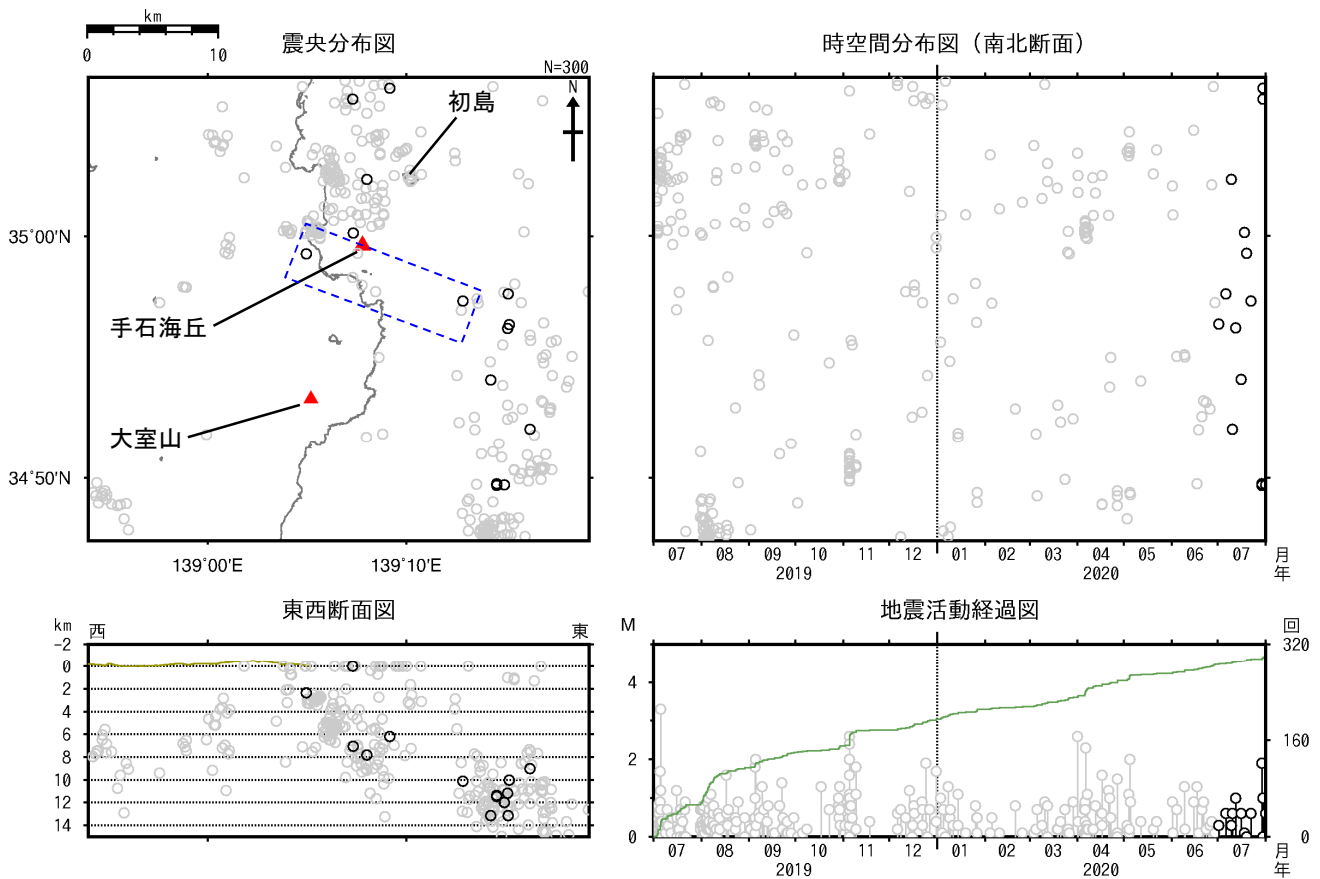 km
0 10
震央分布図
N=300
N
初島
35°00′N
手石海丘
大室山
34°50′N
139°00′E 139°10′E
時空間分布図（南北断面）
07 08 09 10 11 12 01 02 03 04 05 06 07 月
2019 2020 年
東西断面図
km 西 東
-2
0
2
4
6
8
10
12
14
地震活動経過図
M 回
320
4
160
2
0 0
07 08 09 10 11 12 01 02 03 04 05 06 07 月
2019 2020 年